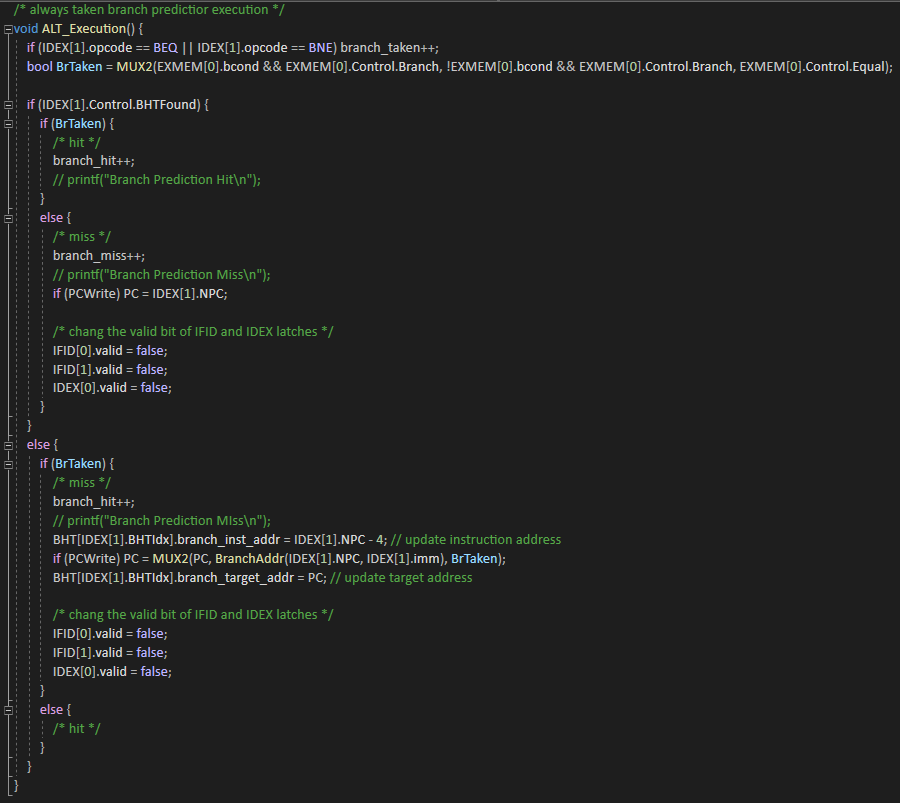 /* always taken branch predictior execution */
void ALT_Execution() {
if (IDEX[1].opcode == BEQ || IDEX[1].opcode == BNE) branch_taken++;
bool BrTaken = MUX2(EXMEM[0].bcond && EXMEM[0].Control.Branch, !EXMEM[0].bcond && EXMEM[0].Control.Branch, EXMEM[0].Control.Equal);
if (IDEX[1].Control.BHTFound) {
if (BrTaken) {
/* hit */
branch_hit++;
// printf("Branch Prediction Hit\n");
}
else {
/* miss */
branch_miss++;
// printf("Branch Prediction Miss\n");
if (PCWrite) PC = IDEX[1].NPC;
/* chang the valid bit of IFID and IDEX latches */
IFID[0].valid = false;
IFID[1].valid = false;
IDEX[0].valid = false;
}
}
else {
if (BrTaken) {
/* miss */
branch_hit++;
// printf("Branch Prediction MIss\n");
BHT[IDEX[1].BHTIdx].branch_inst_addr = IDEX[1].NPC - 4; // update instruction address
if (PCWrite) PC = MUX2(PC, BranchAddr(IDEX[1].NPC, IDEX[1].imm), BrTaken);
BHT[IDEX[1].BHTIdx].branch_target_addr = PC; // update target address
/* chang the valid bit of IFID and IDEX latches */
IFID[0].valid = false;
IFID[1].valid = false;
IDEX[0].valid = false;
}
else {
/* hit */
}
}
}